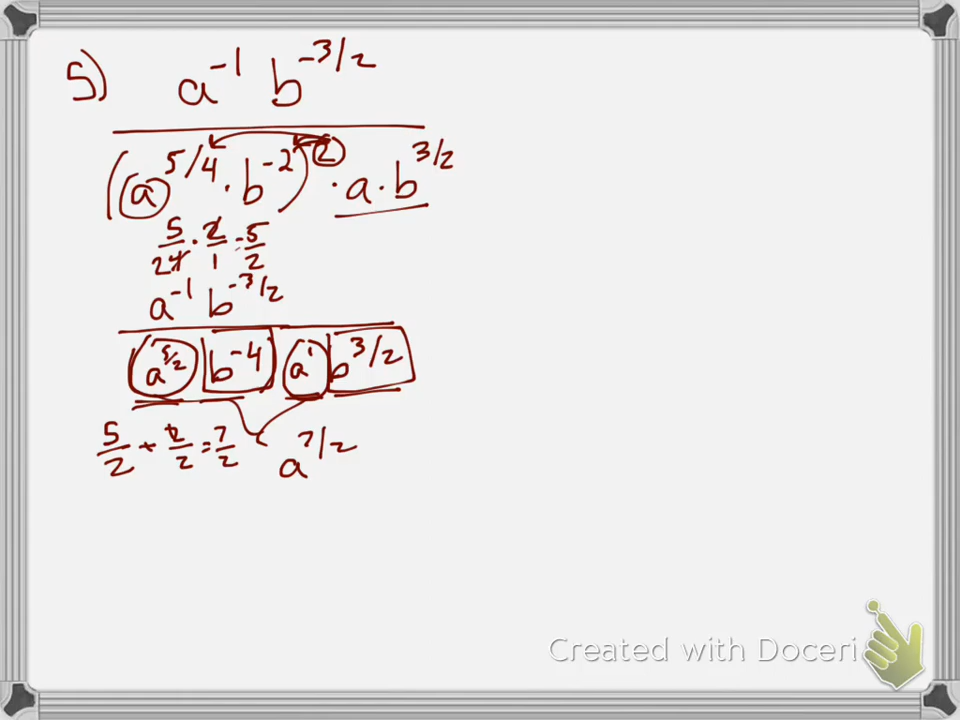 5) a^-1 b^-3/2
(a^5/4 · b^-2)^2 · a · b^3/2
5/24 · 2/1 = 5/2
a^-1 b^-3/2
a^5/2 b^-4 a^1 b^3/2
5/2 + 2/2 = 7/2 a^7/2
Created with Doceri